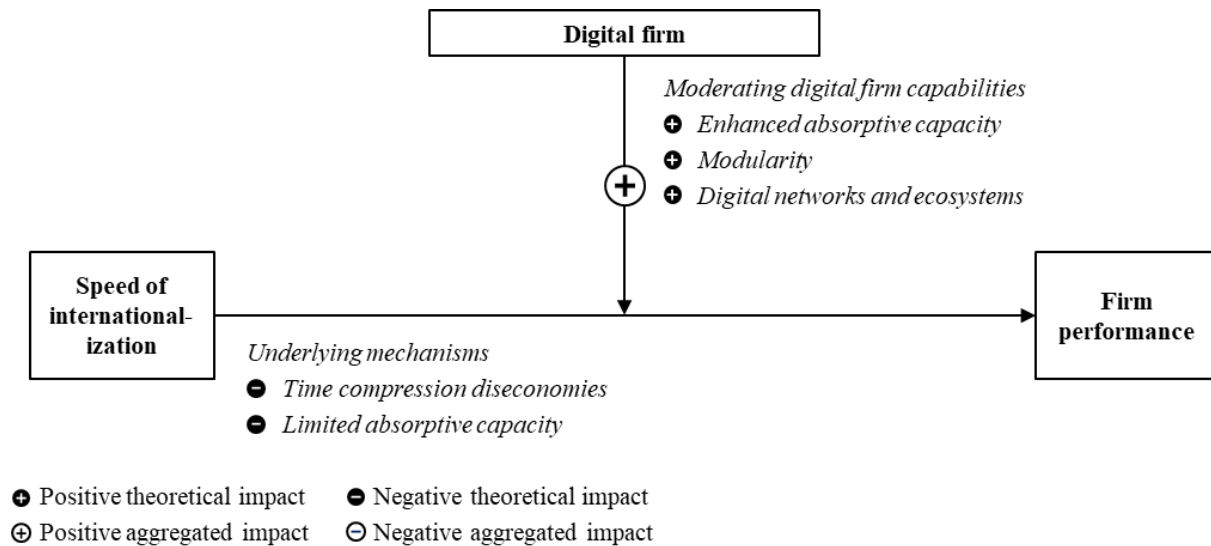 Digital firm
Moderating digital firm capabilities
+ Enhanced absorptive capacity
+ Modularity
+ Digital networks and ecosystems
+
Speed of
international-
ization
Firm
performance
Underlying mechanisms
− Time compression diseconomies
− Limited absorptive capacity
+ Positive theoretical impact − Negative theoretical impact
+ Positive aggregated impact − Negative aggregated impact